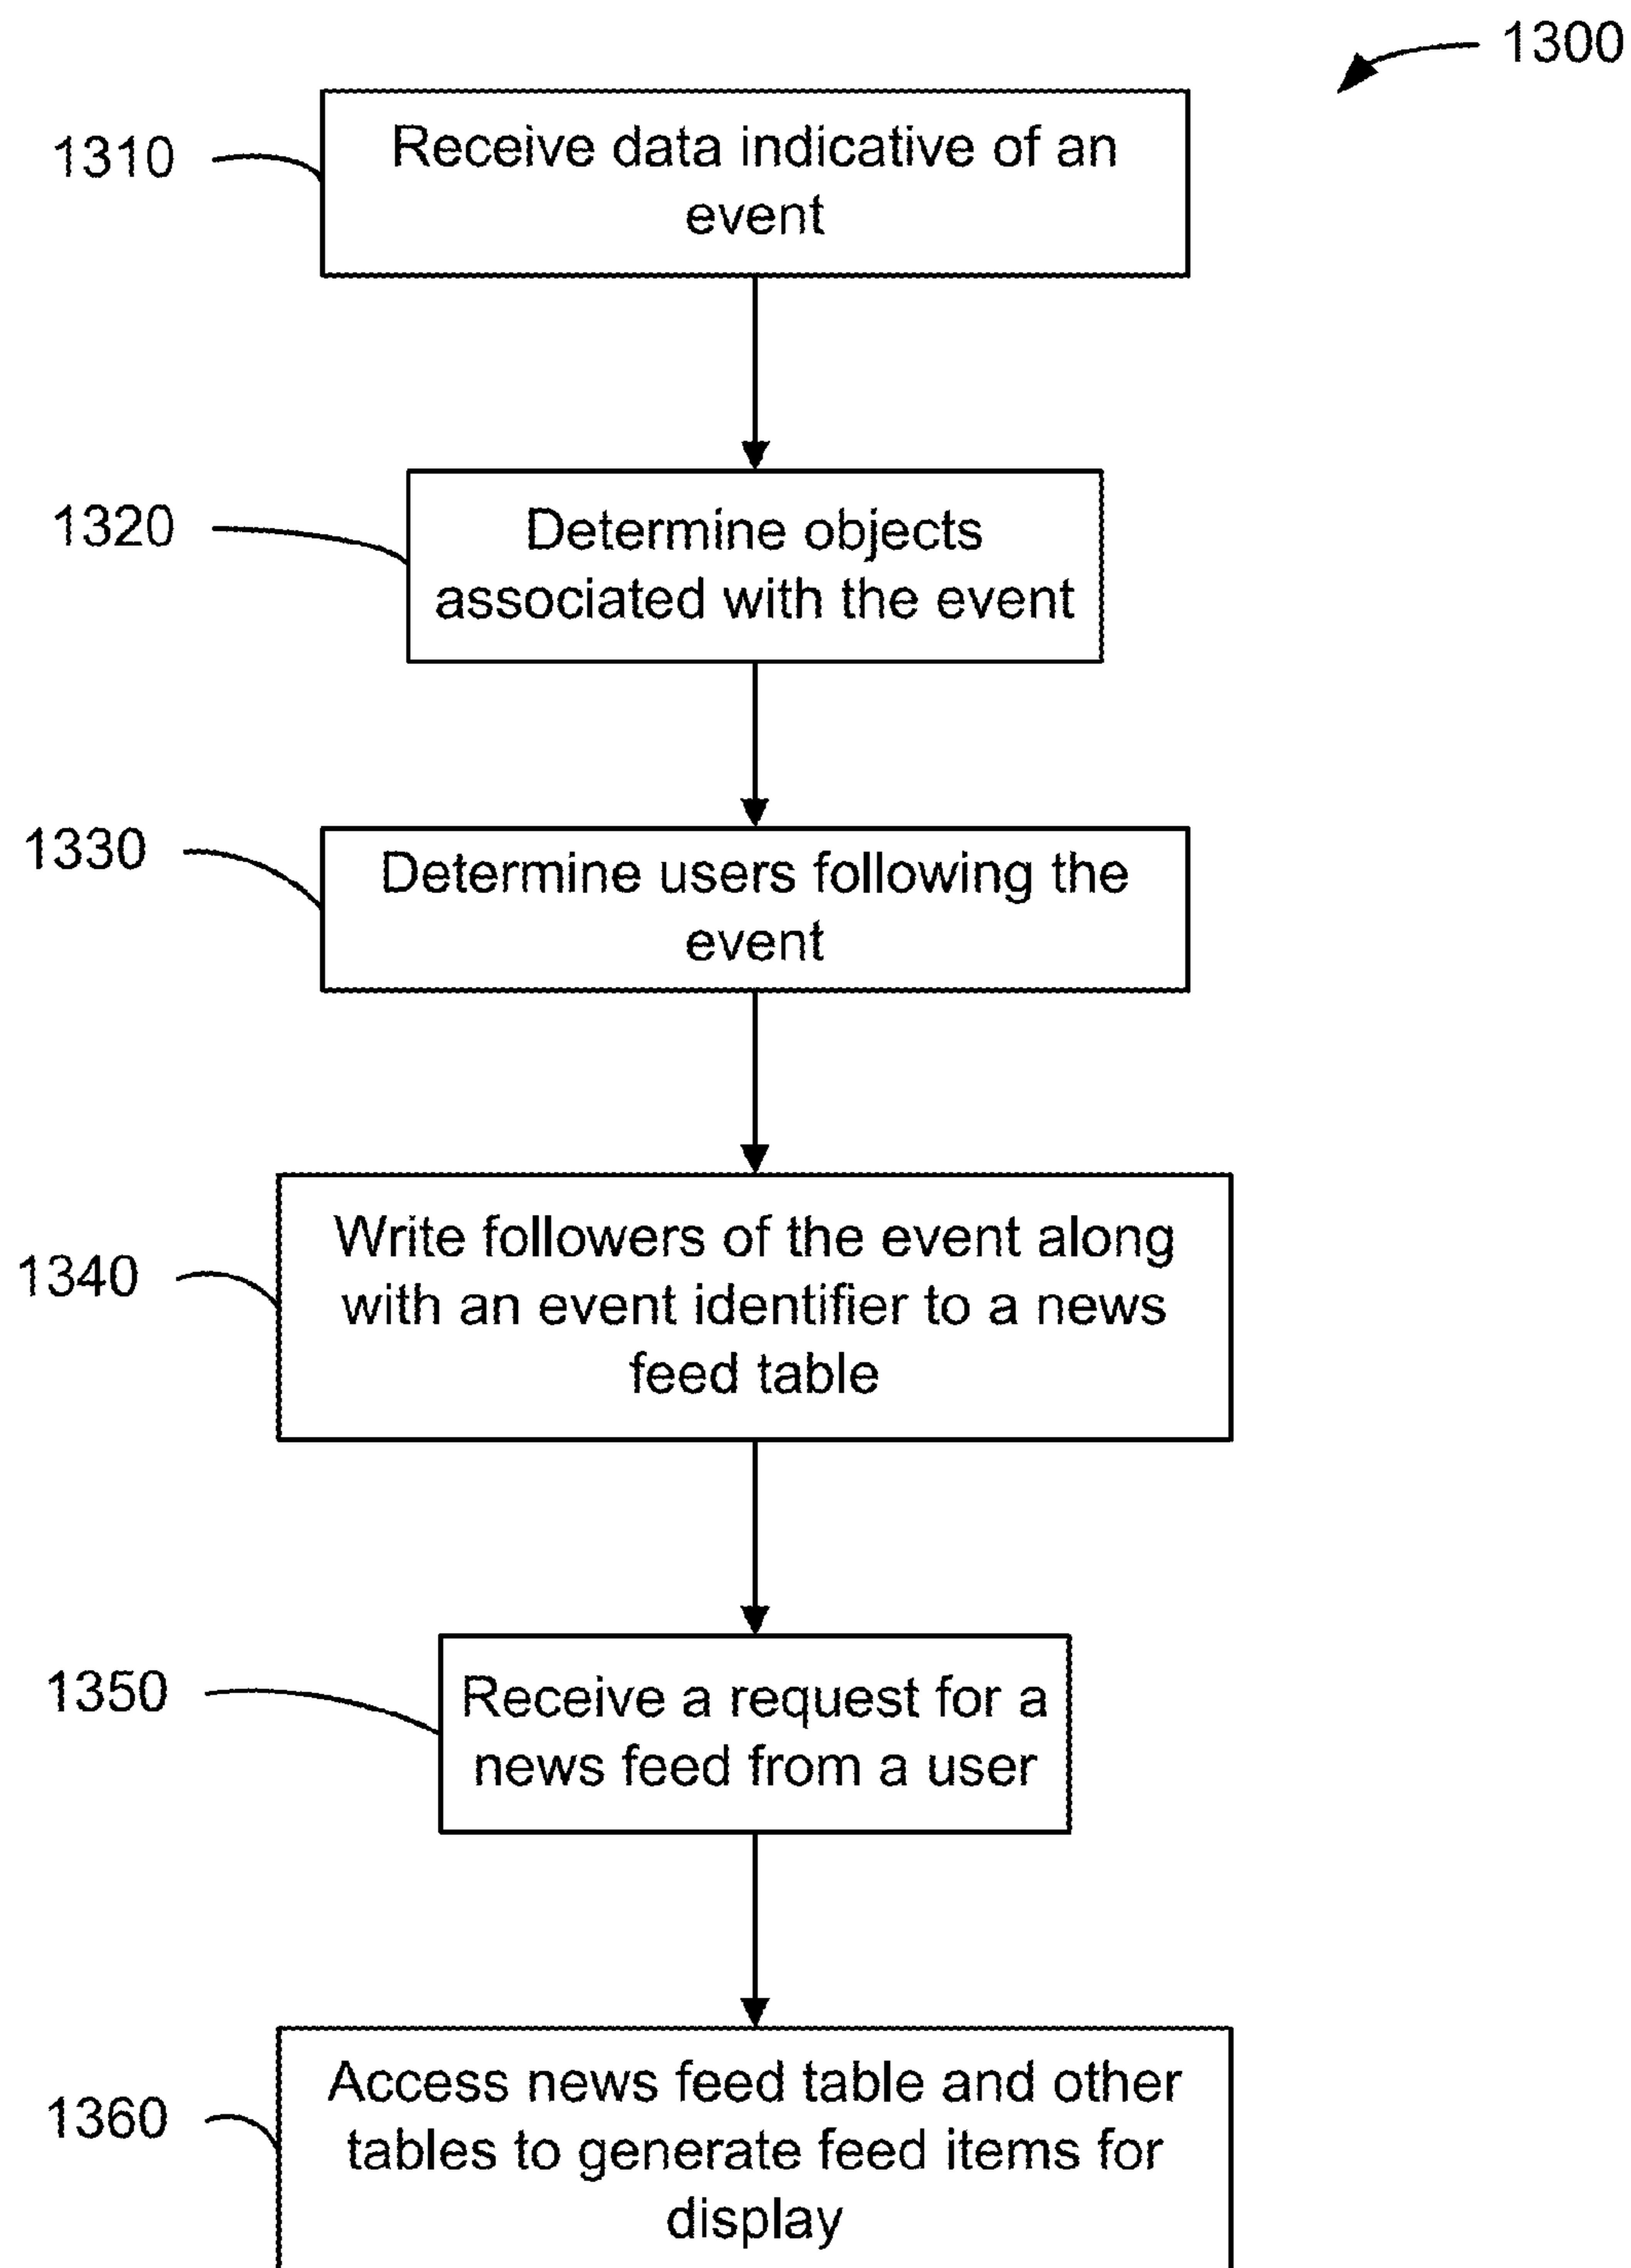 1300
1310
Receive data indicative of an
event
1320
Determine objects
associated with the event
1330
Determine users following the
event
1340
Write followers of the event along
with an event identifier to a news
feed table
1350
Receive a request for a
news feed from a user
1360
Access news feed table and other
tables to generate feed items for
display